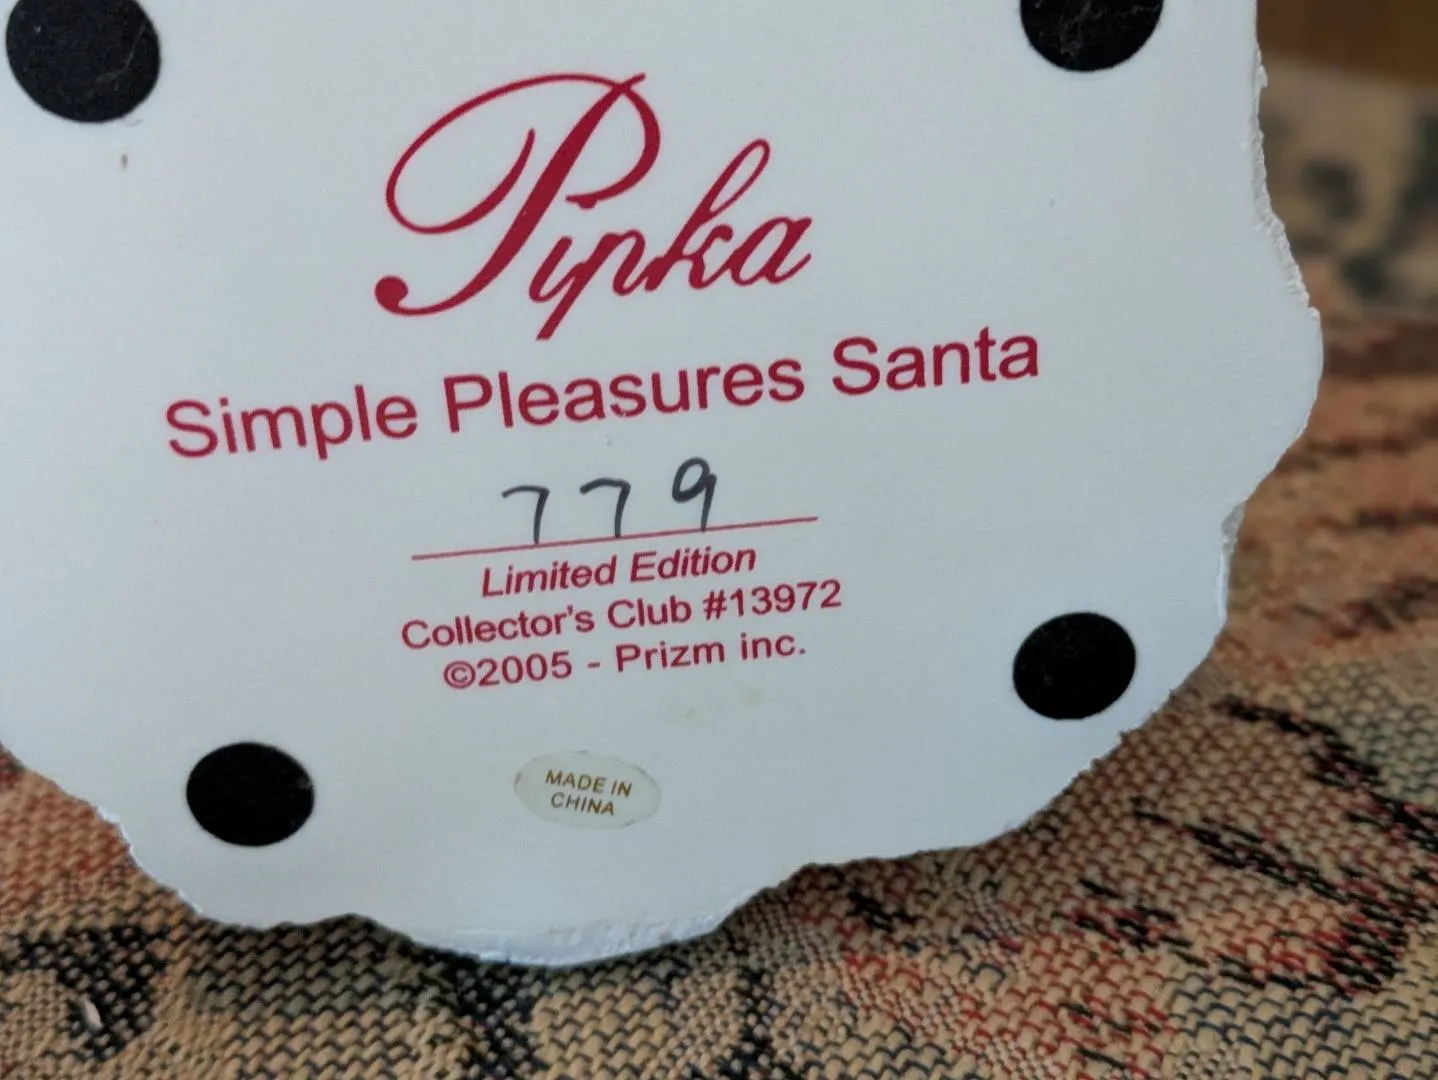 Pipka
Simple Pleasures Santa
779
Limited Edition
Collector's Club #13972
©2005 - Prizm inc.
MADE IN
CHINA